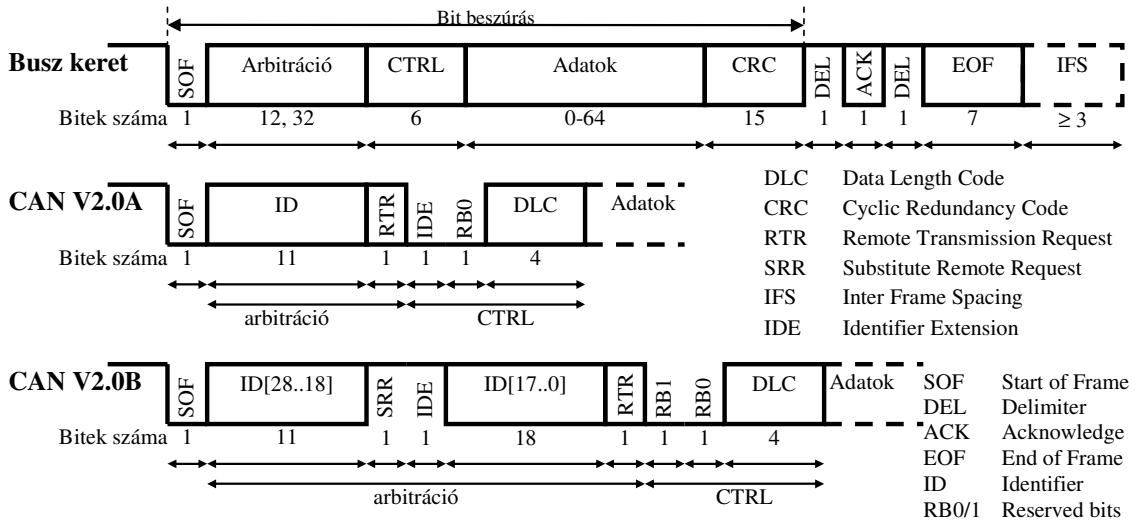 Bit beszúrás
Busz keret SOF Arbitráció CTRL Adatok CRC DEL ACK DEL EOF IFS
Bitek száma 1 12, 32 6 0-64 15 1 1 1 7 ≥ 3
CAN V2.0A SOF ID RTR IDE RB0 DLC Adatok
Bitek száma 1 11 1 1 1 4
arbitráció CTRL
DLC Data Length Code
CRC Cyclic Redundancy Code
RTR Remote Transmission Request
SRR Substitute Remote Request
IFS Inter Frame Spacing
IDE Identifier Extension
CAN V2.0B SOF ID[28..18] SRR IDE ID[17..0] RTR RB1 RB0 DLC Adatok
Bitek száma 1 11 1 1 18 1 1 1 4
arbitráció CTRL
SOF Start of Frame
DEL Delimiter
ACK Acknowledge
EOF End of Frame
ID Identifier
RB0/1 Reserved bits